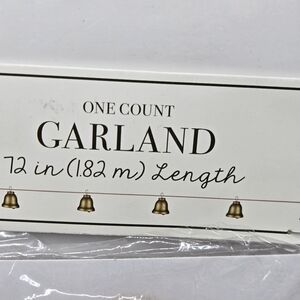 ONE COUNT
GARLAND
72 in (1.82 m) Length